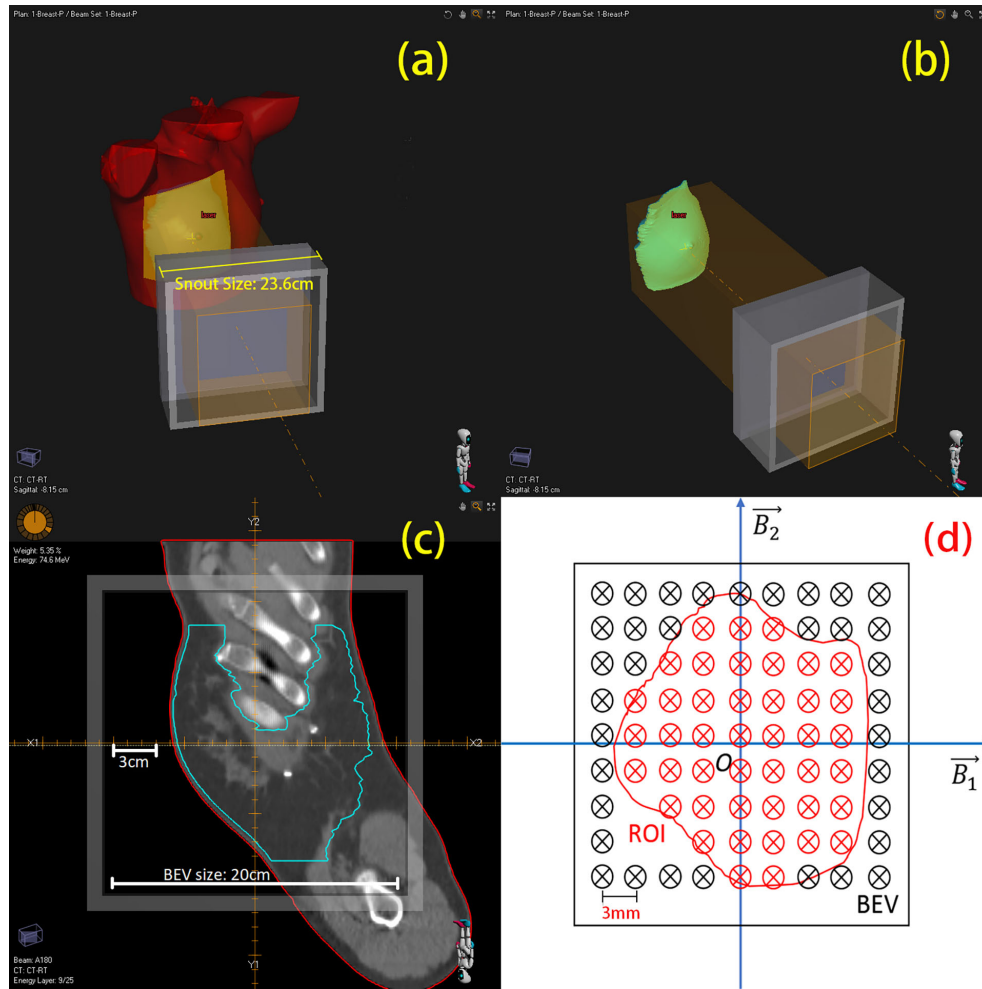 Plan: 1-Breast-P / Beam Set: 1-Breast-P
(a)
laser
Snout Size: 23.6cm
CT: CT-RT
Sagittal: -8.15 cm
Plan: 1-Breast-P / Beam Set: 1-Breast-P
(b)
laser
CT: CT-RT
Sagittal: -8.15 cm
Y2
(c)
Weight: 5.35 %
Energy: 74.6 MeV
X1
X2
3cm
BEV size: 20cm
Y1
Beam: A180
CT: CT-RT
Energy Layer: 9/25
B₂
(d)
O
B₁
ROI
BEV
3mm